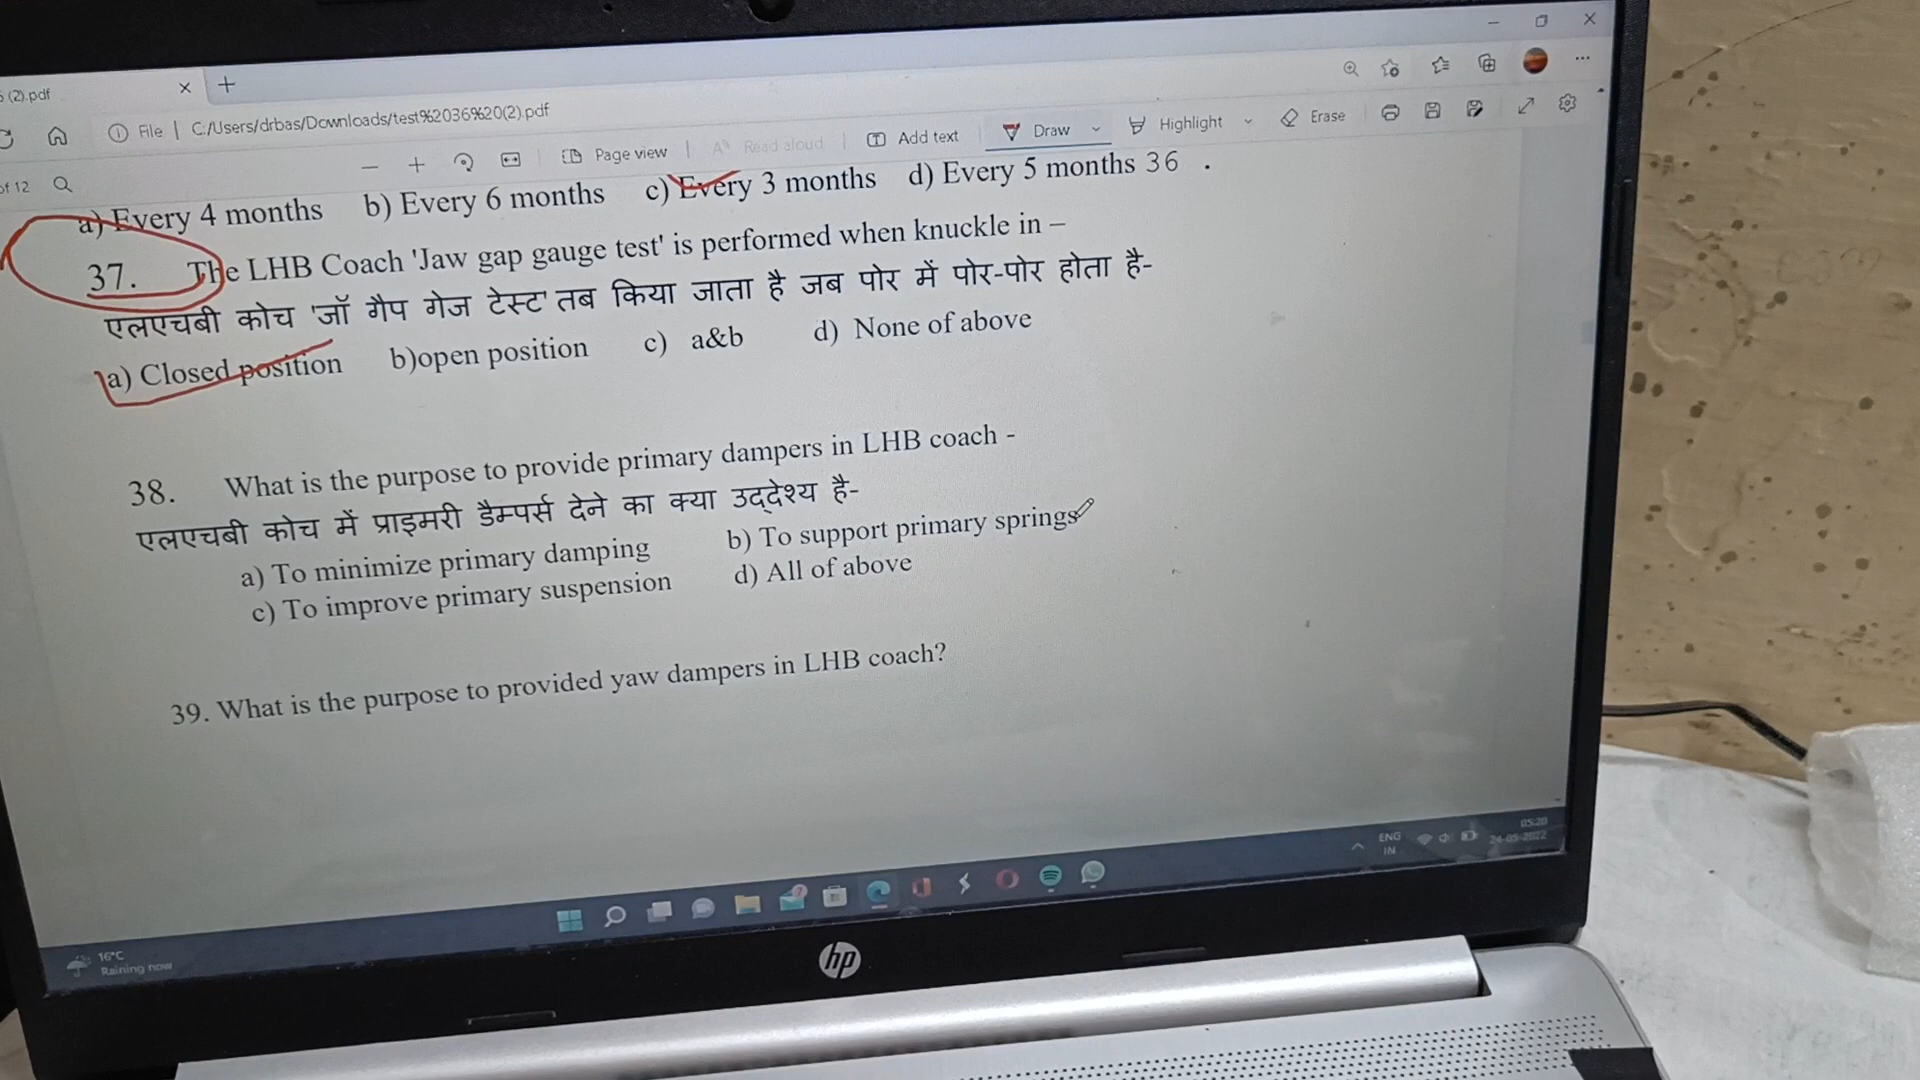 (2).pdf
File | C:/Users/drbas/Downloads/test%2036%20(2).pdf
of 12
Page view
Read aloud
Add text
Draw
Highlight
Erase
a) Every 4 months b) Every 6 months c) Every 3 months d) Every 5 months 36 .
37. The LHB Coach 'Jaw gap gauge test' is performed when knuckle in –
एलएचबी कोच 'जॉ गैप गेज टेस्ट' तब किया जाता है जब पोर में पोर-पोर होता है-
a) Closed position b)open position c) a&b d) None of above
38. What is the purpose to provide primary dampers in LHB coach -
एलएचबी कोच में प्राइमरी डैम्पर्स देने का क्या उद्देश्य है-
a) To minimize primary damping b) To support primary springs
c) To improve primary suspension d) All of above
39. What is the purpose to provided yaw dampers in LHB coach?
16°C
Raining now
ENG
IN
05:20
24-05-2022
hp